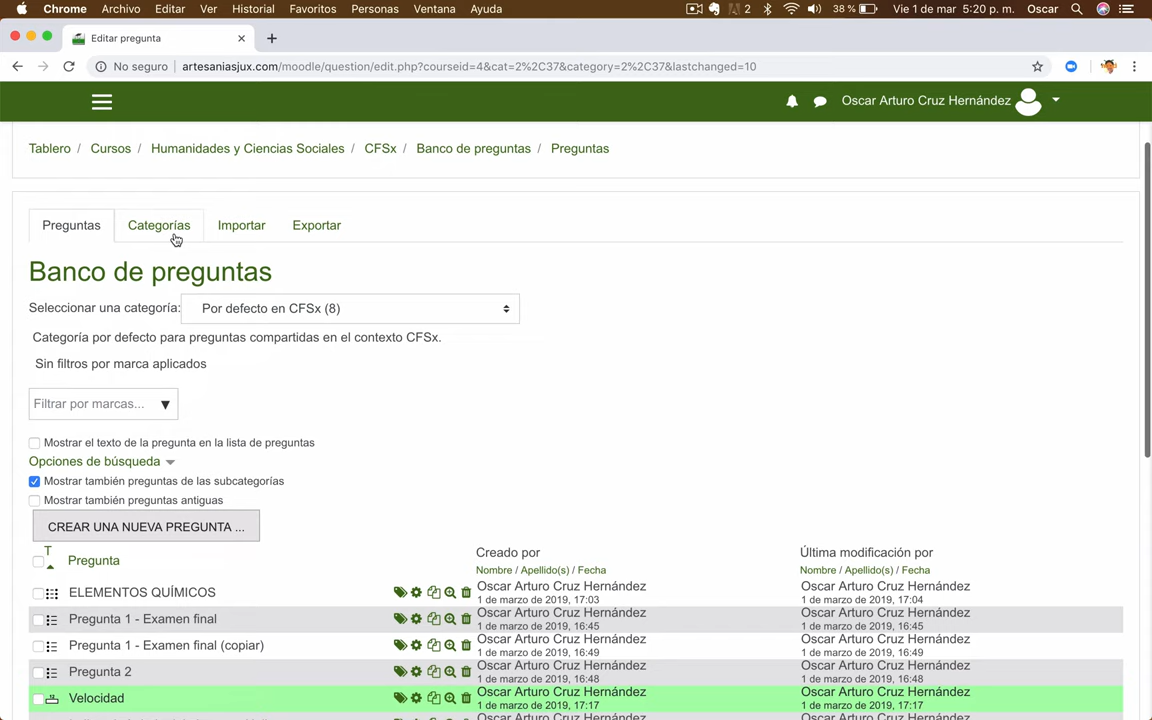 Chrome Archivo Editar Ver Historial Favoritos Personas Ventana Ayuda 2 38 % Vie 1 de mar 5:20 p. m. Oscar
Editar pregunta
No seguro artesaniasjux.com/moodle/question/edit.php?courseid=4&cat=2%2C37&category=2%2C37&lastchanged=10
Oscar Arturo Cruz Hernández
Tablero / Cursos / Humanidades y Ciencias Sociales / CFSx / Banco de preguntas / Preguntas
Preguntas Categorías Importar Exportar
Banco de preguntas
Seleccionar una categoría: Por defecto en CFSx (8)
Categoría por defecto para preguntas compartidas en el contexto CFSx.
Sin filtros por marca aplicados
Filtrar por marcas... ▼
Mostrar el texto de la pregunta en la lista de preguntas
Opciones de búsqueda
Mostrar también preguntas de las subcategorías
Mostrar también preguntas antiguas
CREAR UNA NUEVA PREGUNTA ...
T Pregunta Creado por Última modificación por
Nombre / Apellido(s) / Fecha Nombre / Apellido(s) / Fecha
ELEMENTOS QUÍMICOS Oscar Arturo Cruz Hernández Oscar Arturo Cruz Hernández
1 de marzo de 2019, 17:03 1 de marzo de 2019, 17:04
Pregunta 1 - Examen final Oscar Arturo Cruz Hernández Oscar Arturo Cruz Hernández
1 de marzo de 2019, 16:45 1 de marzo de 2019, 16:45
Pregunta 1 - Examen final (copiar) Oscar Arturo Cruz Hernández Oscar Arturo Cruz Hernández
1 de marzo de 2019, 16:49 1 de marzo de 2019, 16:49
Pregunta 2 Oscar Arturo Cruz Hernández Oscar Arturo Cruz Hernández
1 de marzo de 2019, 16:48 1 de marzo de 2019, 16:48
Velocidad Oscar Arturo Cruz Hernández Oscar Arturo Cruz Hernández
1 de marzo de 2019, 17:17 1 de marzo de 2019, 17:17
Oscar Arturo Cruz Hernández Oscar Arturo Cruz Hernández